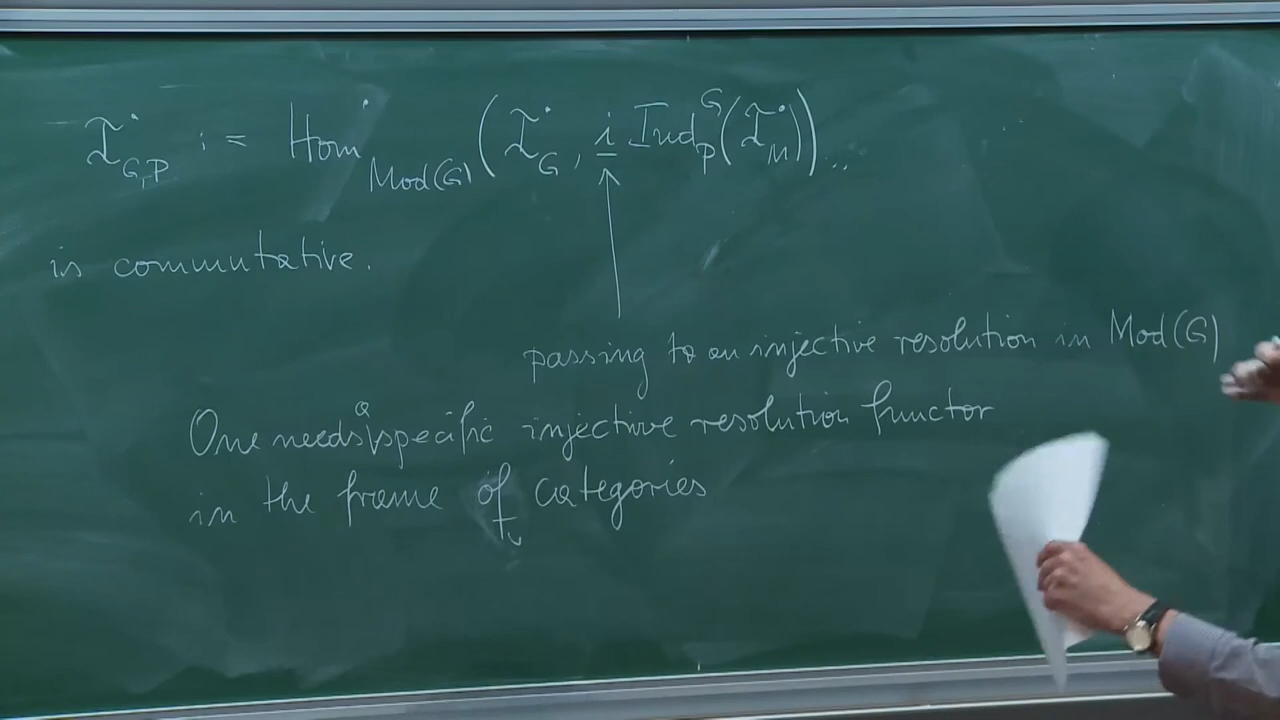 I•_{G,P} := Hom•_{Mod(G)}(I•_G, i Ind^G_P(I•_M))...
is commutative.
passing to an injective resolution in Mod(G)
One needs a specific injective resolution functor
in the frame of categories